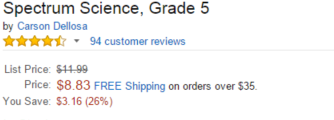 Spectrum Science, Grade 5
by Carson Dellosa
94 customer reviews
List Price: $11.99
Price: $8.83 FREE Shipping on orders over $35.
You Save: $3.16 (26%)